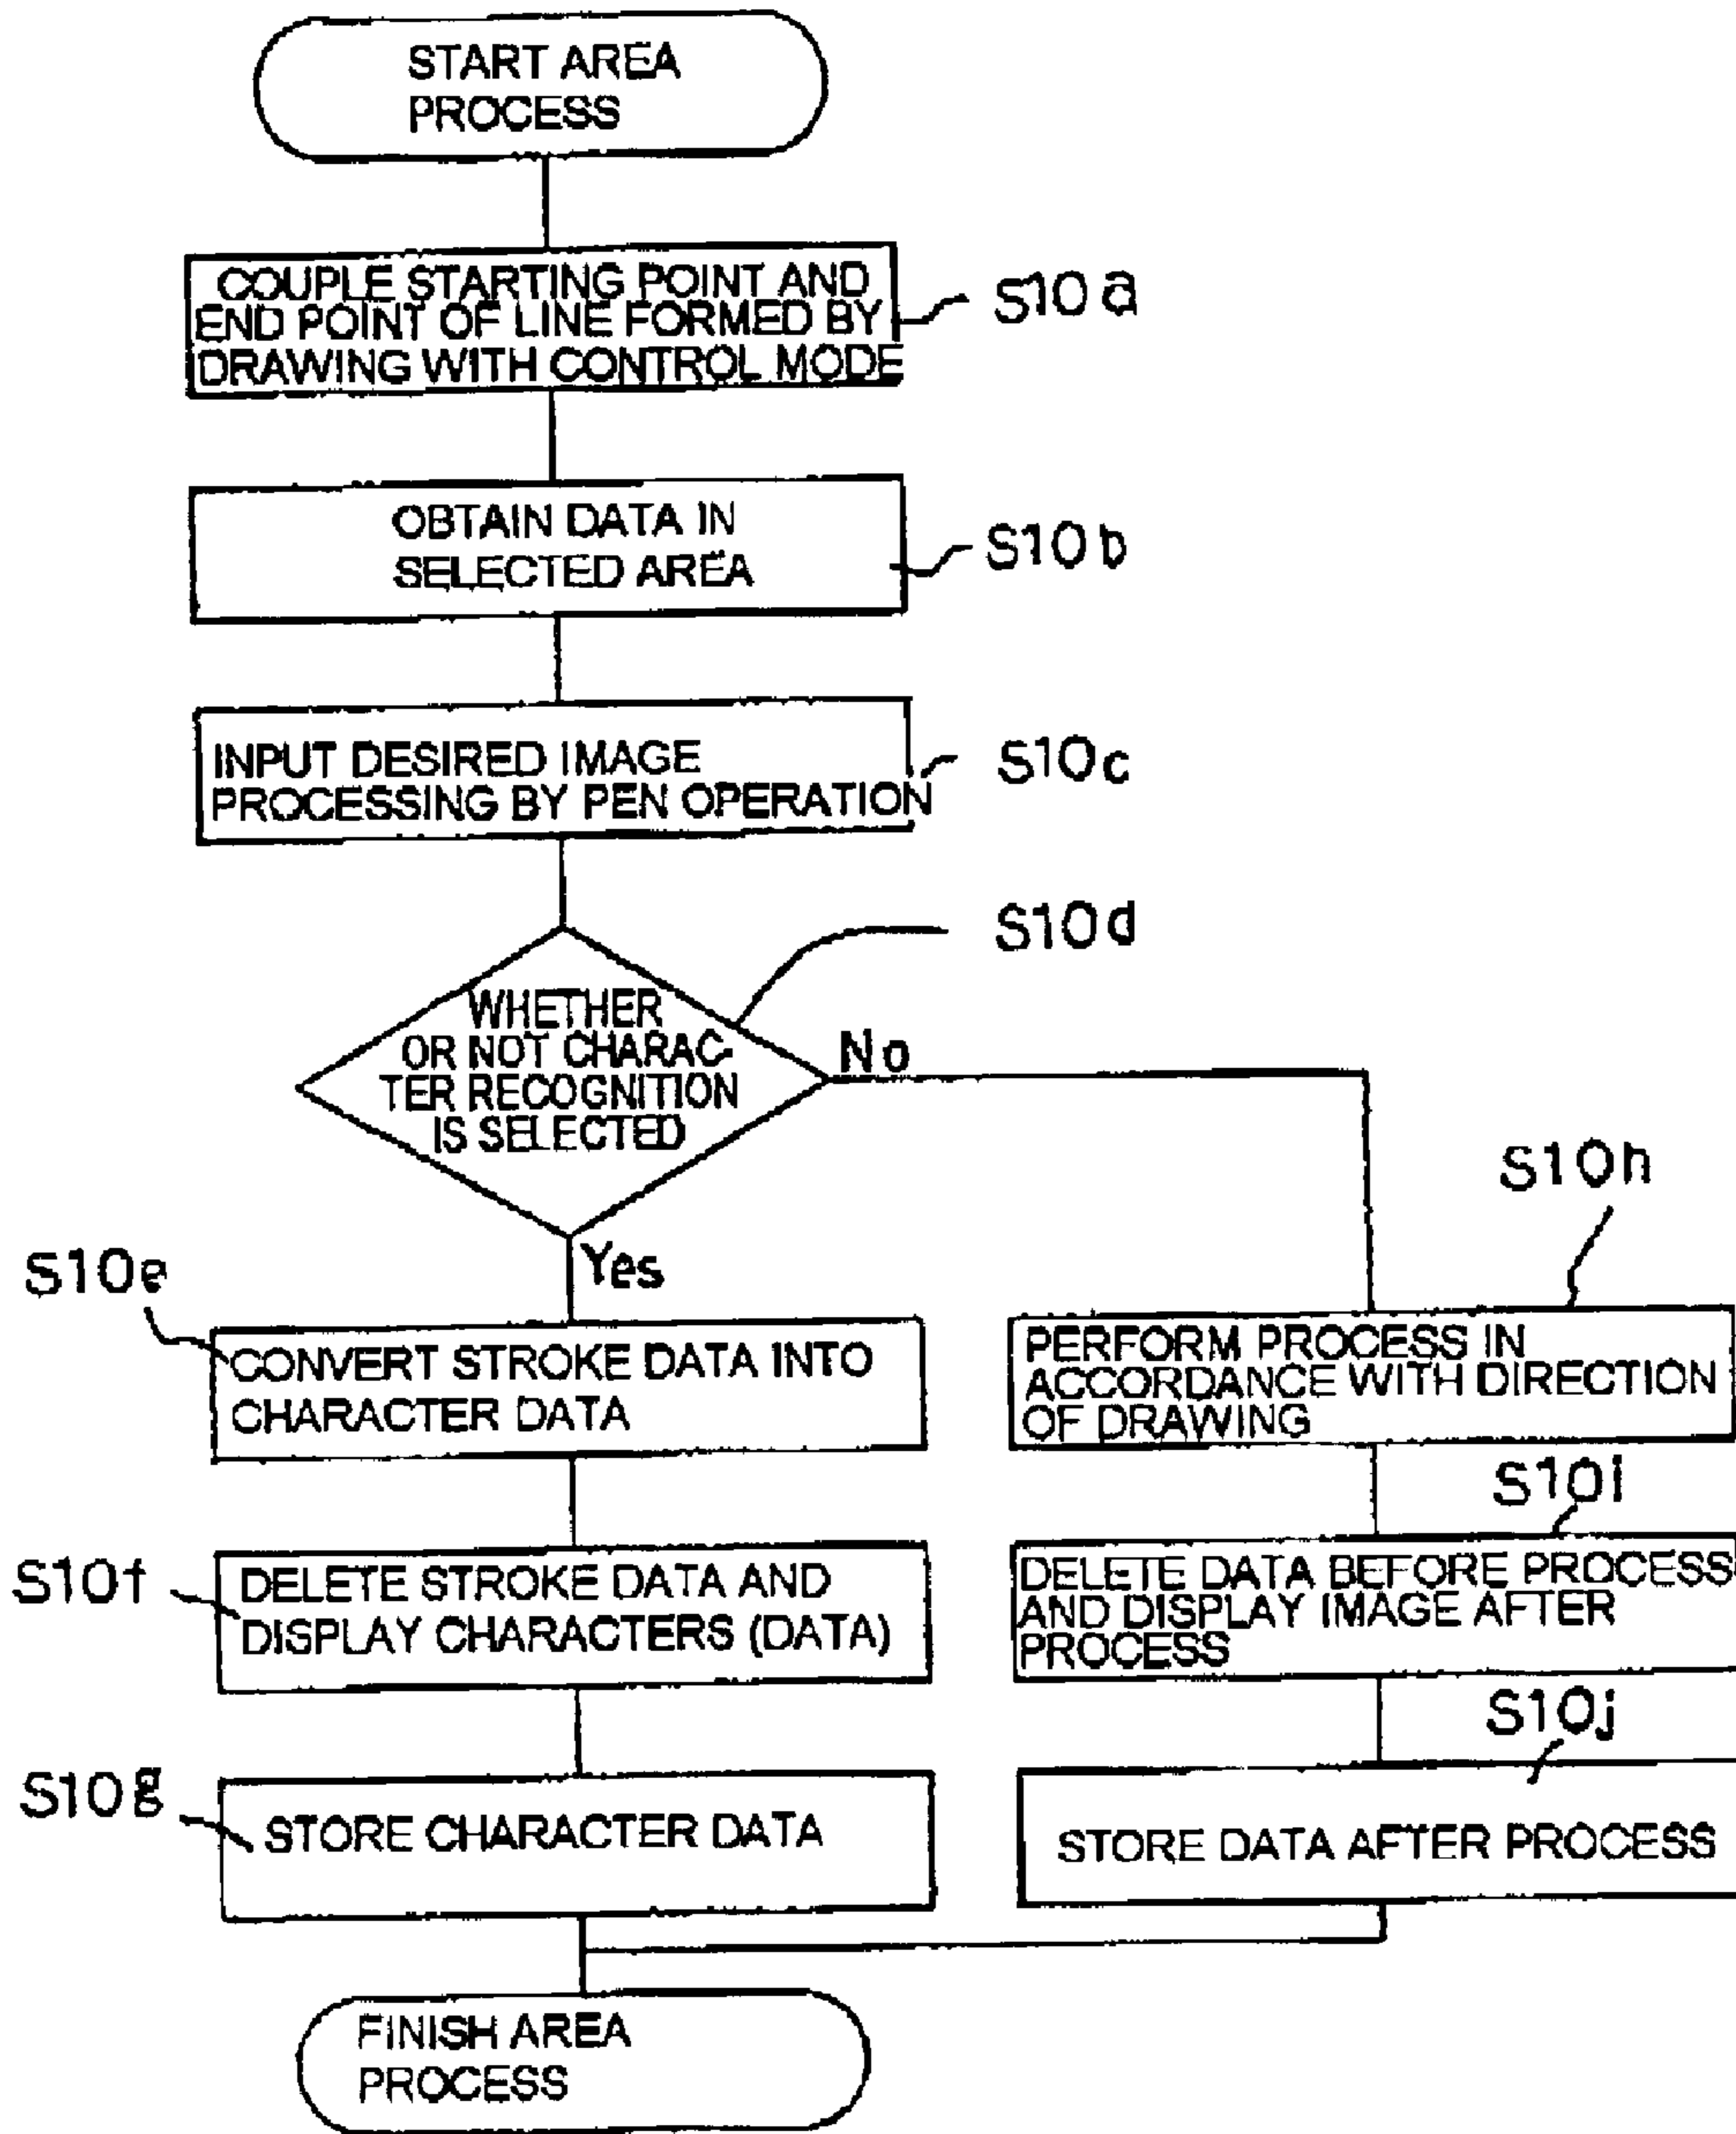 START AREA
PROCESS
COUPLE STARTING POINT AND
END POINT OF LINE FORMED BY
DRAWING WITH CONTROL MODE
S10a
OBTAIN DATA IN
SELECTED AREA
S10b
INPUT DESIRED IMAGE
PROCESSING BY PEN OPERATION
S10c
S10d
WHETHER
OR NOT CHARAC-
TER RECOGNITION
IS SELECTED
No
Yes
S10e
CONVERT STROKE DATA INTO
CHARACTER DATA
S10f
DELETE STROKE DATA AND
DISPLAY CHARACTERS (DATA)
S10g
STORE CHARACTER DATA
S10h
PERFORM PROCESS IN
ACCORDANCE WITH DIRECTION
OF DRAWING
S10i
DELETE DATA BEFORE PROCESS
AND DISPLAY IMAGE AFTER
PROCESS
S10j
STORE DATA AFTER PROCESS
FINISH AREA
PROCESS